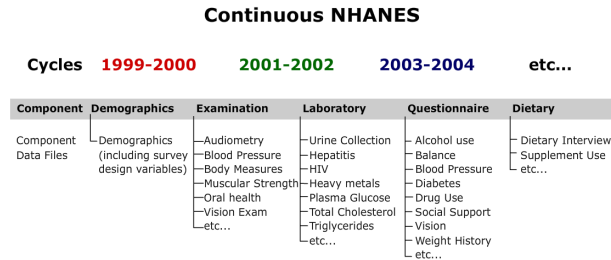 Continuous NHANES
Cycles 1999-2000 2001-2002 2003-2004 etc...
Component Demographics Examination Laboratory Questionnaire Dietary
Component
Data Files
Demographics
(including survey
design variables)
Audiometry
Blood Pressure
Body Measures
Muscular Strength
Oral health
Vision Exam
etc...
Urine Collection
Hepatitis
HIV
Heavy metals
Plasma Glucose
Total Cholesterol
Triglycerides
etc...
Alcohol use
Balance
Blood Pressure
Diabetes
Drug Use
Social Support
Vision
Weight History
etc...
Dietary Interview
Supplement Use
etc...